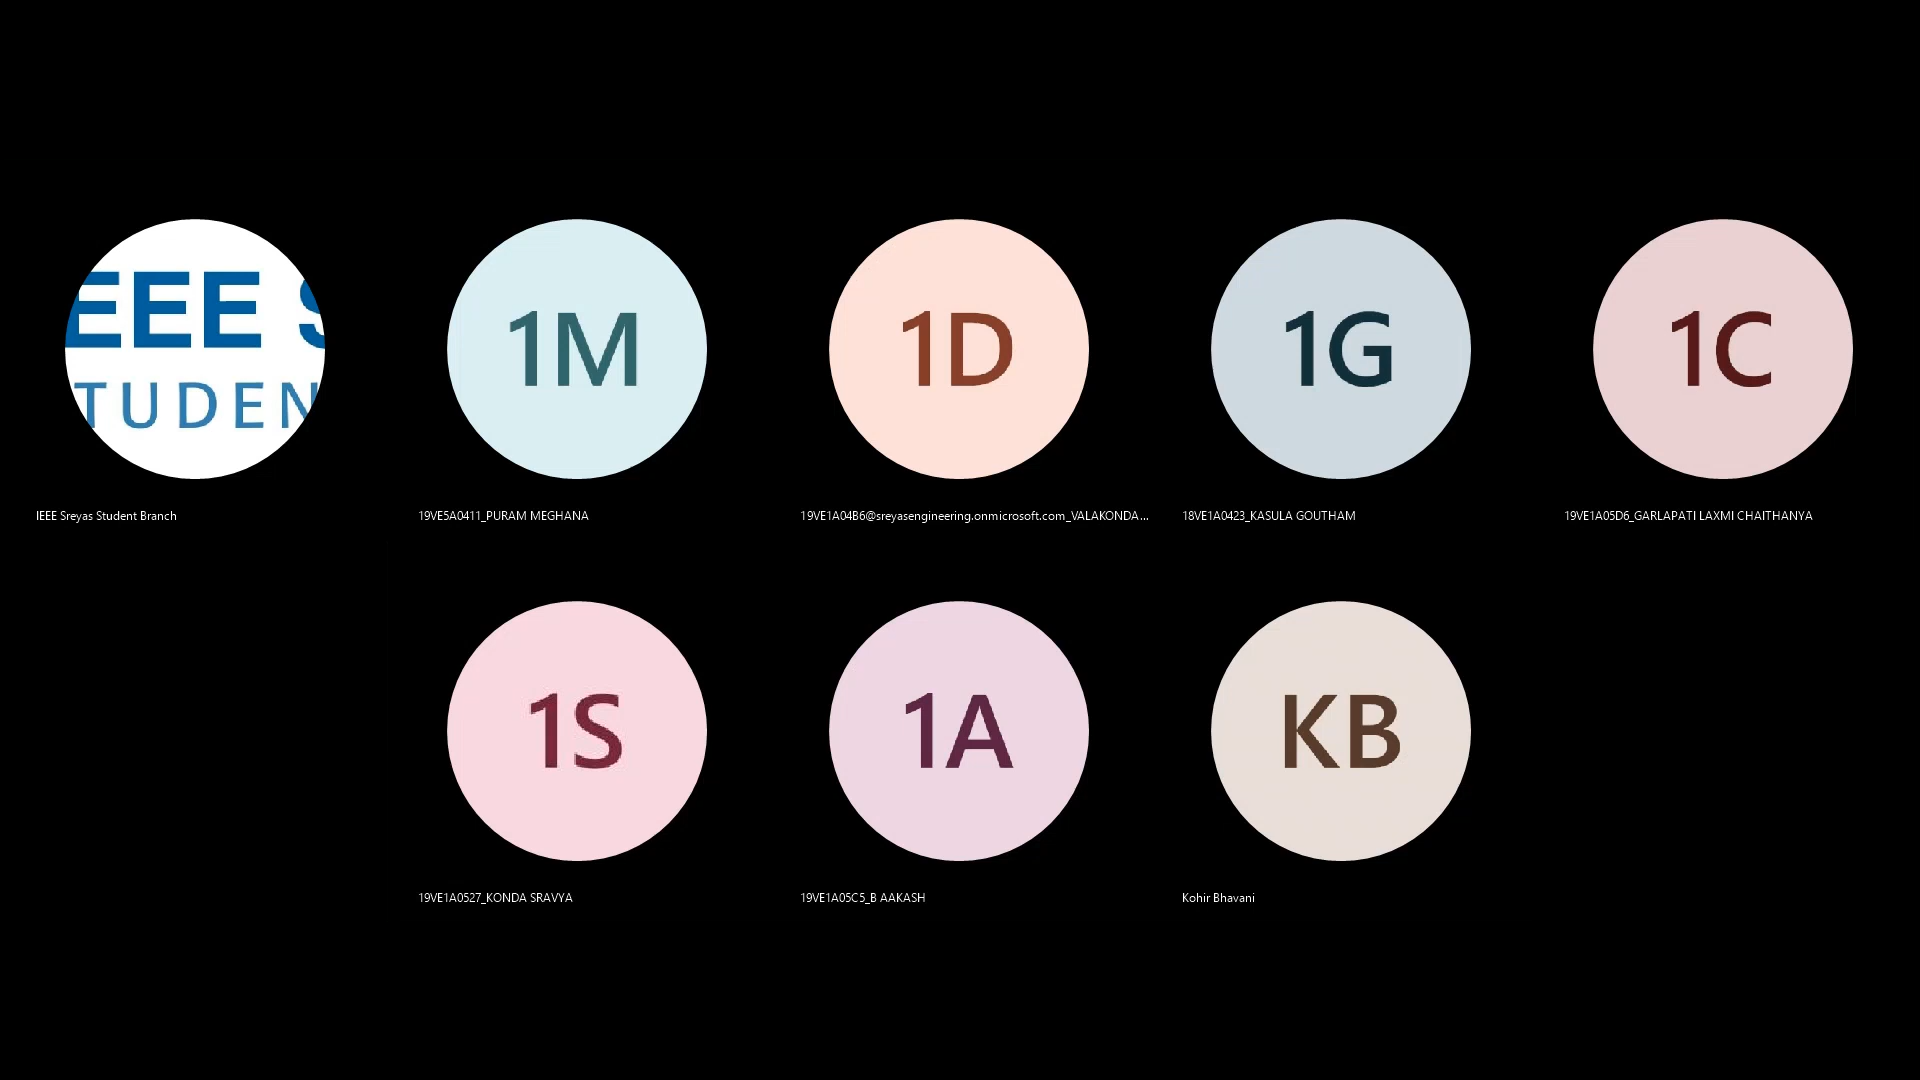 EEE S
TUDEN
IEEE Sreyas Student Branch
1M
19VE5A0411_PURAM MEGHANA
1D
19VE1A04B6@sreyasengineering.onmicrosoft.com_VALAKONDA...
1G
18VE1A0423_KASULA GOUTHAM
1C
19VE1A05D6_GARLAPATI LAXMI CHAITHANYA
1S
19VE1A0527_KONDA SRAVYA
1A
19VE1A05C5_B AAKASH
KB
Kohir Bhavani